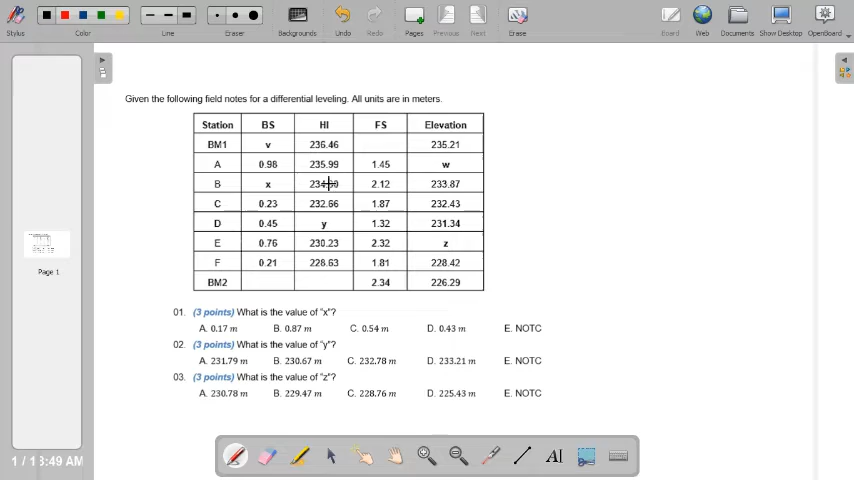 Stylus Color Line Eraser Backgrounds Undo Redo Pages Previous Next Erase Board Web Documents Show Desktop OpenBoard
Given the following field notes for a differential leveling. All units are in meters.
Station BS HI FS Elevation
BM1 v 236.46 235.21
A 0.98 235.99 1.45 w
B x 234.60 2.12 233.87
C 0.23 232.66 1.87 232.43
D 0.45 y 1.32 231.34
E 0.76 230.23 2.32 z
F 0.21 228.63 1.81 228.42
BM2 2.34 226.29
Page 1
01. (3 points) What is the value of "x"?
A. 0.17 m B. 0.87 m C. 0.54 m D. 0.43 m E. NOTC
02. (3 points) What is the value of "y"?
A. 231.79 m B. 230.67 m C. 232.78 m D. 233.21 m E. NOTC
03. (3 points) What is the value of "z"?
A. 230.78 m B. 229.47 m C. 228.76 m D. 225.43 m E. NOTC
1 / 1 8:49 AM
AI